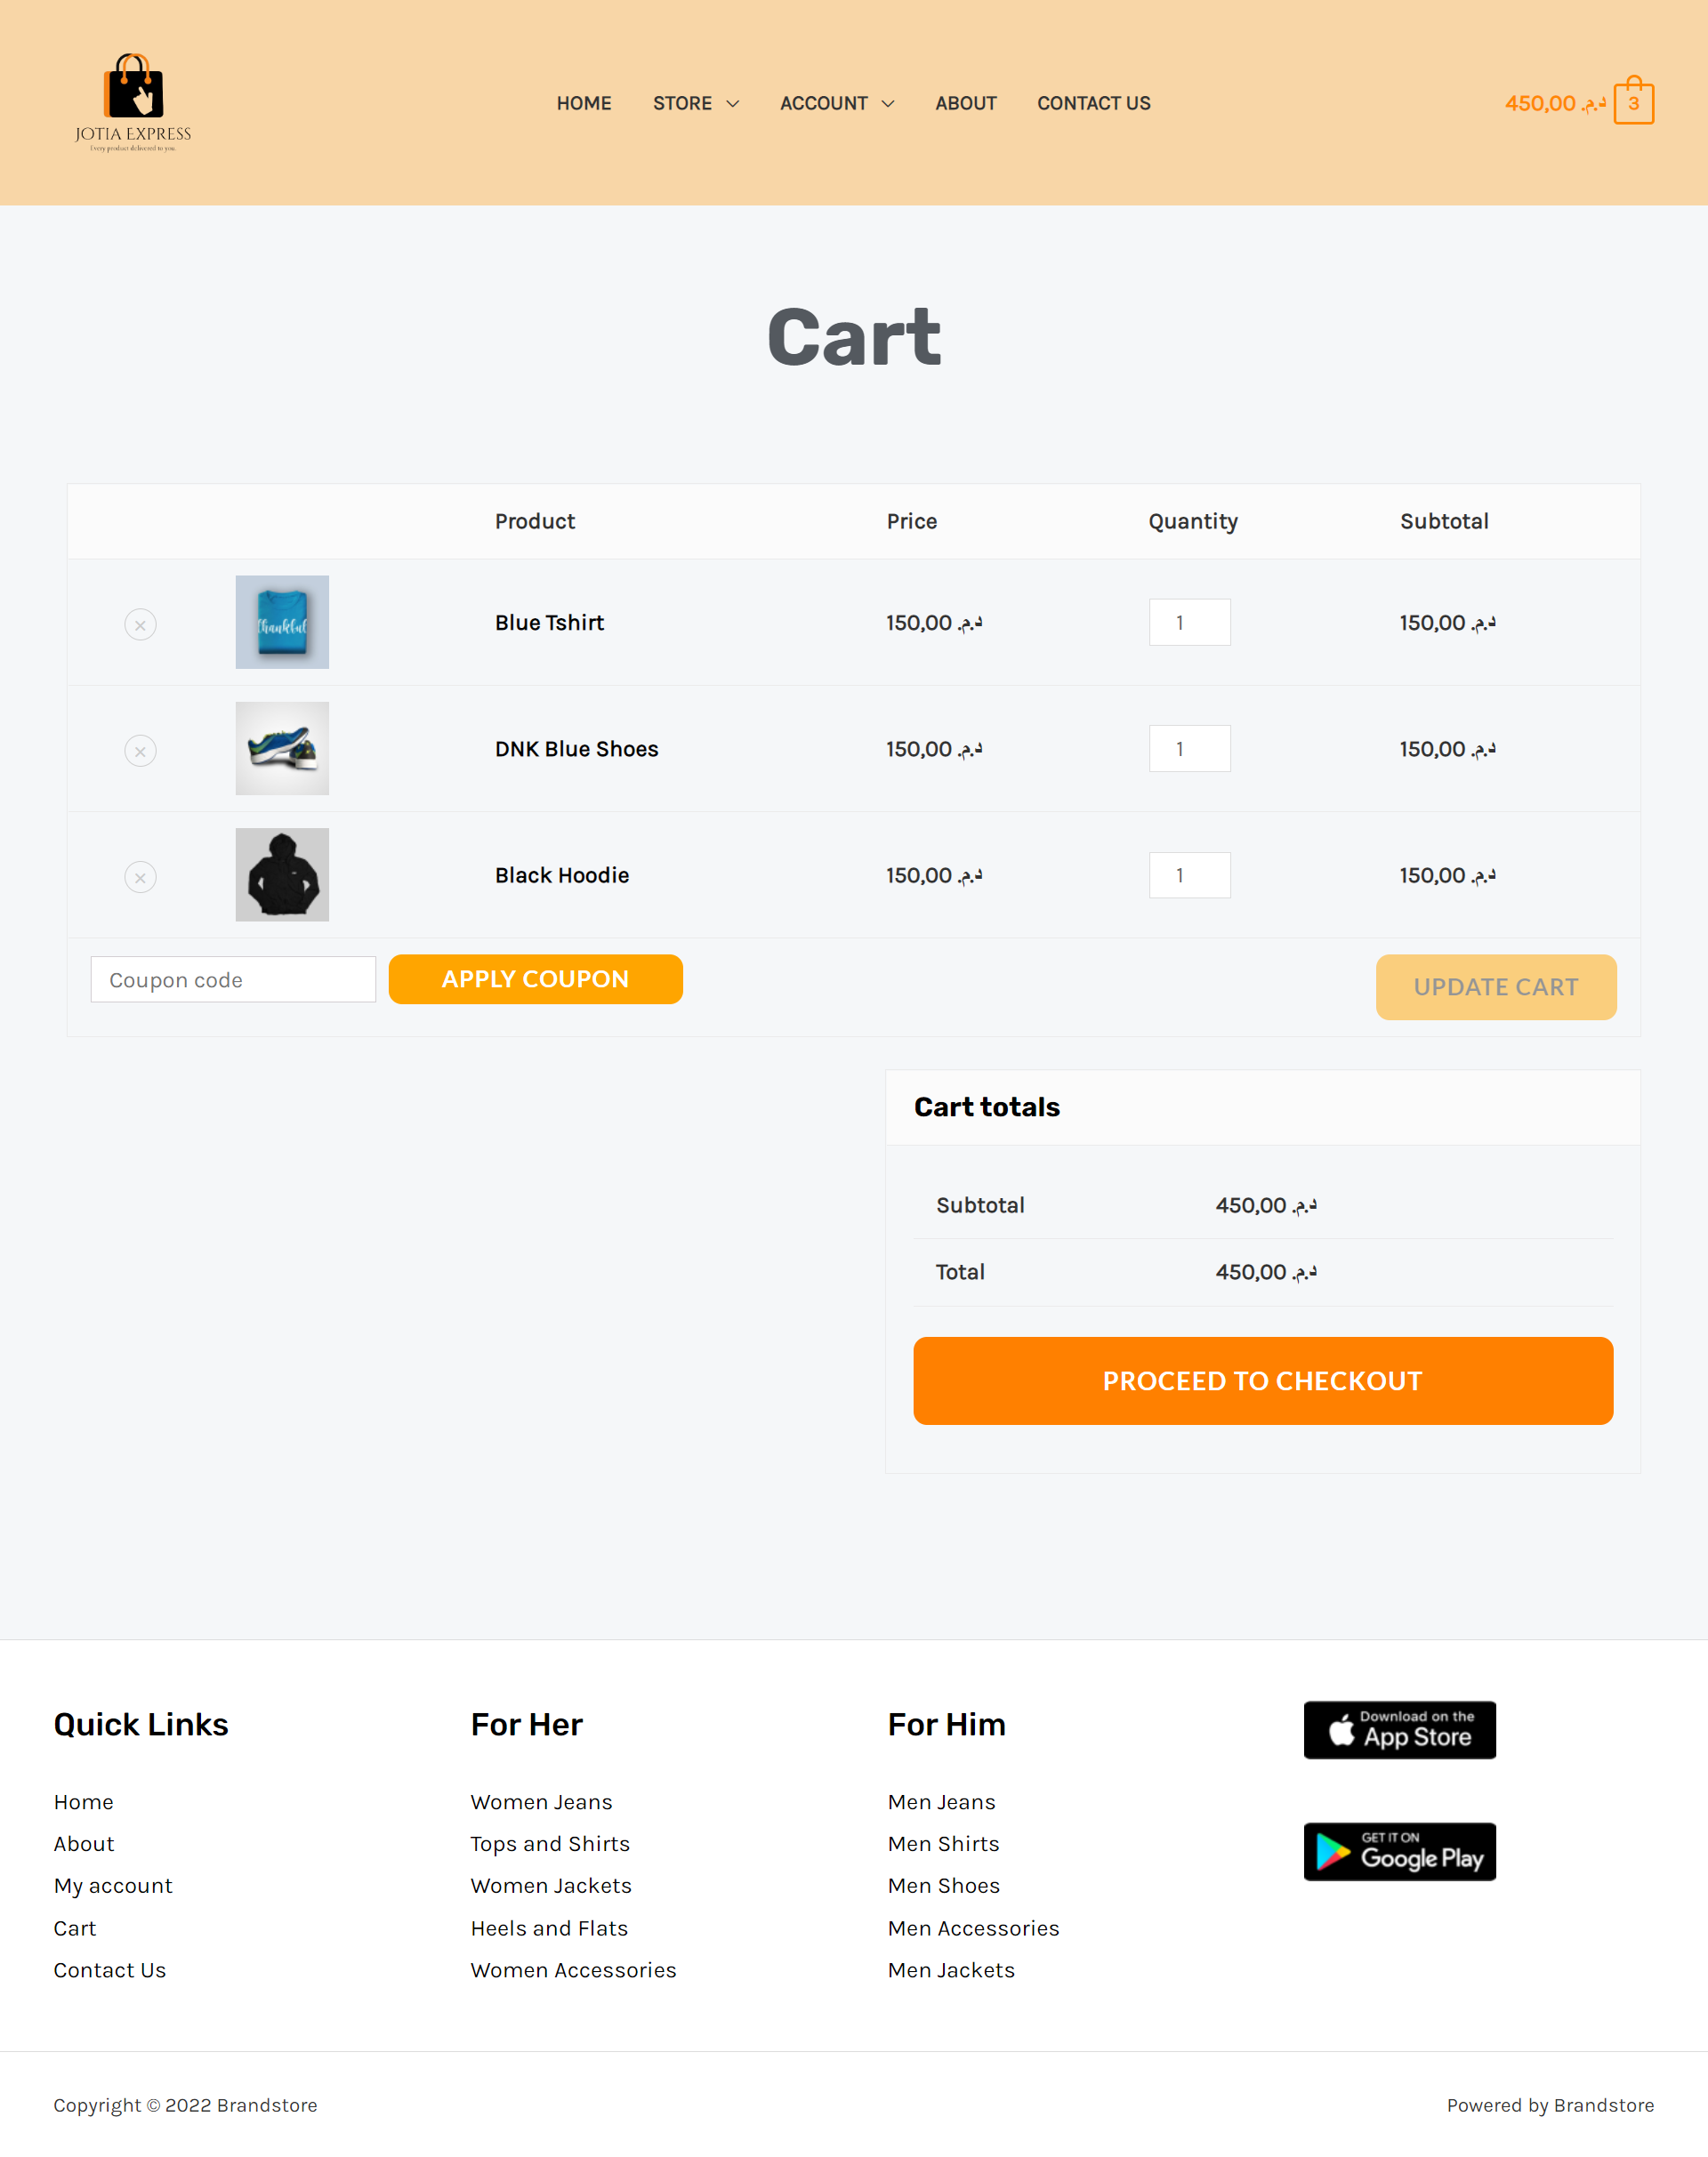 JOTIA EXPRESS
Every product delivered to you.
HOME STORE ACCOUNT ABOUT CONTACT US
450,00 د.م. 3
Cart
Product Price Quantity Subtotal
thankful
Blue Tshirt 150,00 د.م. 1 150,00 د.م.
DNK Blue Shoes 150,00 د.م. 1 150,00 د.م.
Black Hoodie 150,00 د.م. 1 150,00 د.م.
Coupon code APPLY COUPON UPDATE CART
Cart totals
Subtotal 450,00 د.م.
Total 450,00 د.م.
PROCEED TO CHECKOUT
Quick Links
Home
About
My account
Cart
Contact Us
For Her
Women Jeans
Tops and Shirts
Women Jackets
Heels and Flats
Women Accessories
For Him
Men Jeans
Men Shirts
Men Shoes
Men Accessories
Men Jackets
Download on the
App Store
GET IT ON
Google Play
Copyright © 2022 Brandstore
Powered by Brandstore